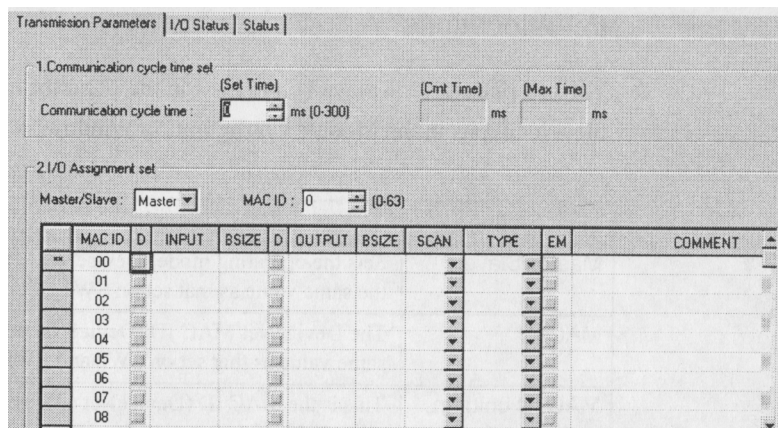 Transmission Parameters I/O Status Status
1.Communication cycle time set
(Set Time) (Crnt Time) (Max Time)
Communication cycle time : 0 ms (0-300) ms ms
2.I/O Assignment set
Master/Slave : Master MAC ID : 0 (0-63)
MAC ID D INPUT BSIZE D OUTPUT BSIZE SCAN TYPE EM COMMENT
** 00
01
02
03
04
05
06
07
08